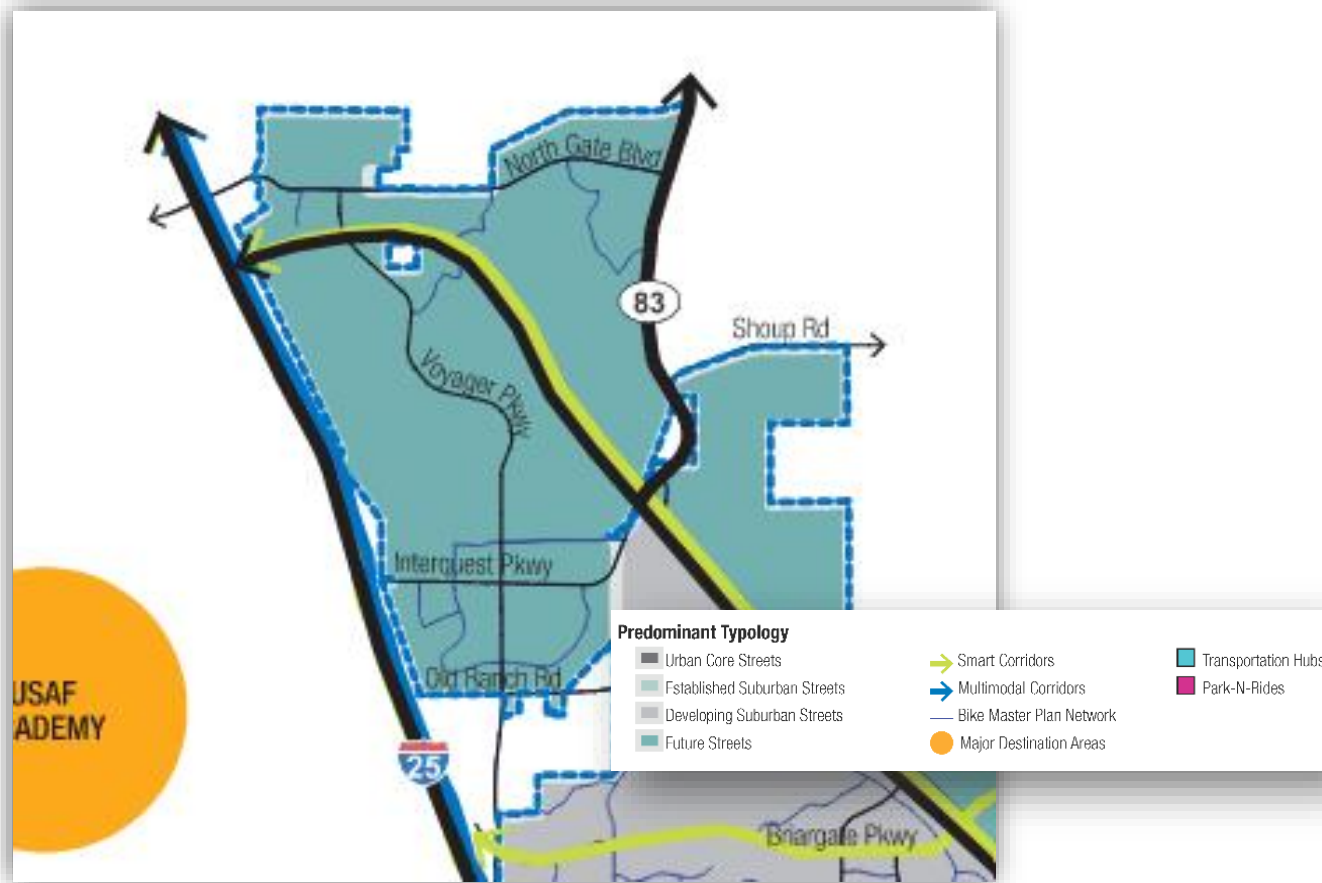 North Gate Blvd
83
Shoup Rd
Voyager Pkwy
Interquest Pkwy
Old Ranch Rd
USAF
ADEMY
25
Briargate Pkwy
Predominant Typology
Urban Core Streets
Established Suburban Streets
Developing Suburban Streets
Future Streets
Smart Corridors
Multimodal Corridors
Bike Master Plan Network
Major Destination Areas
Transportation Hubs
Park-N-Rides